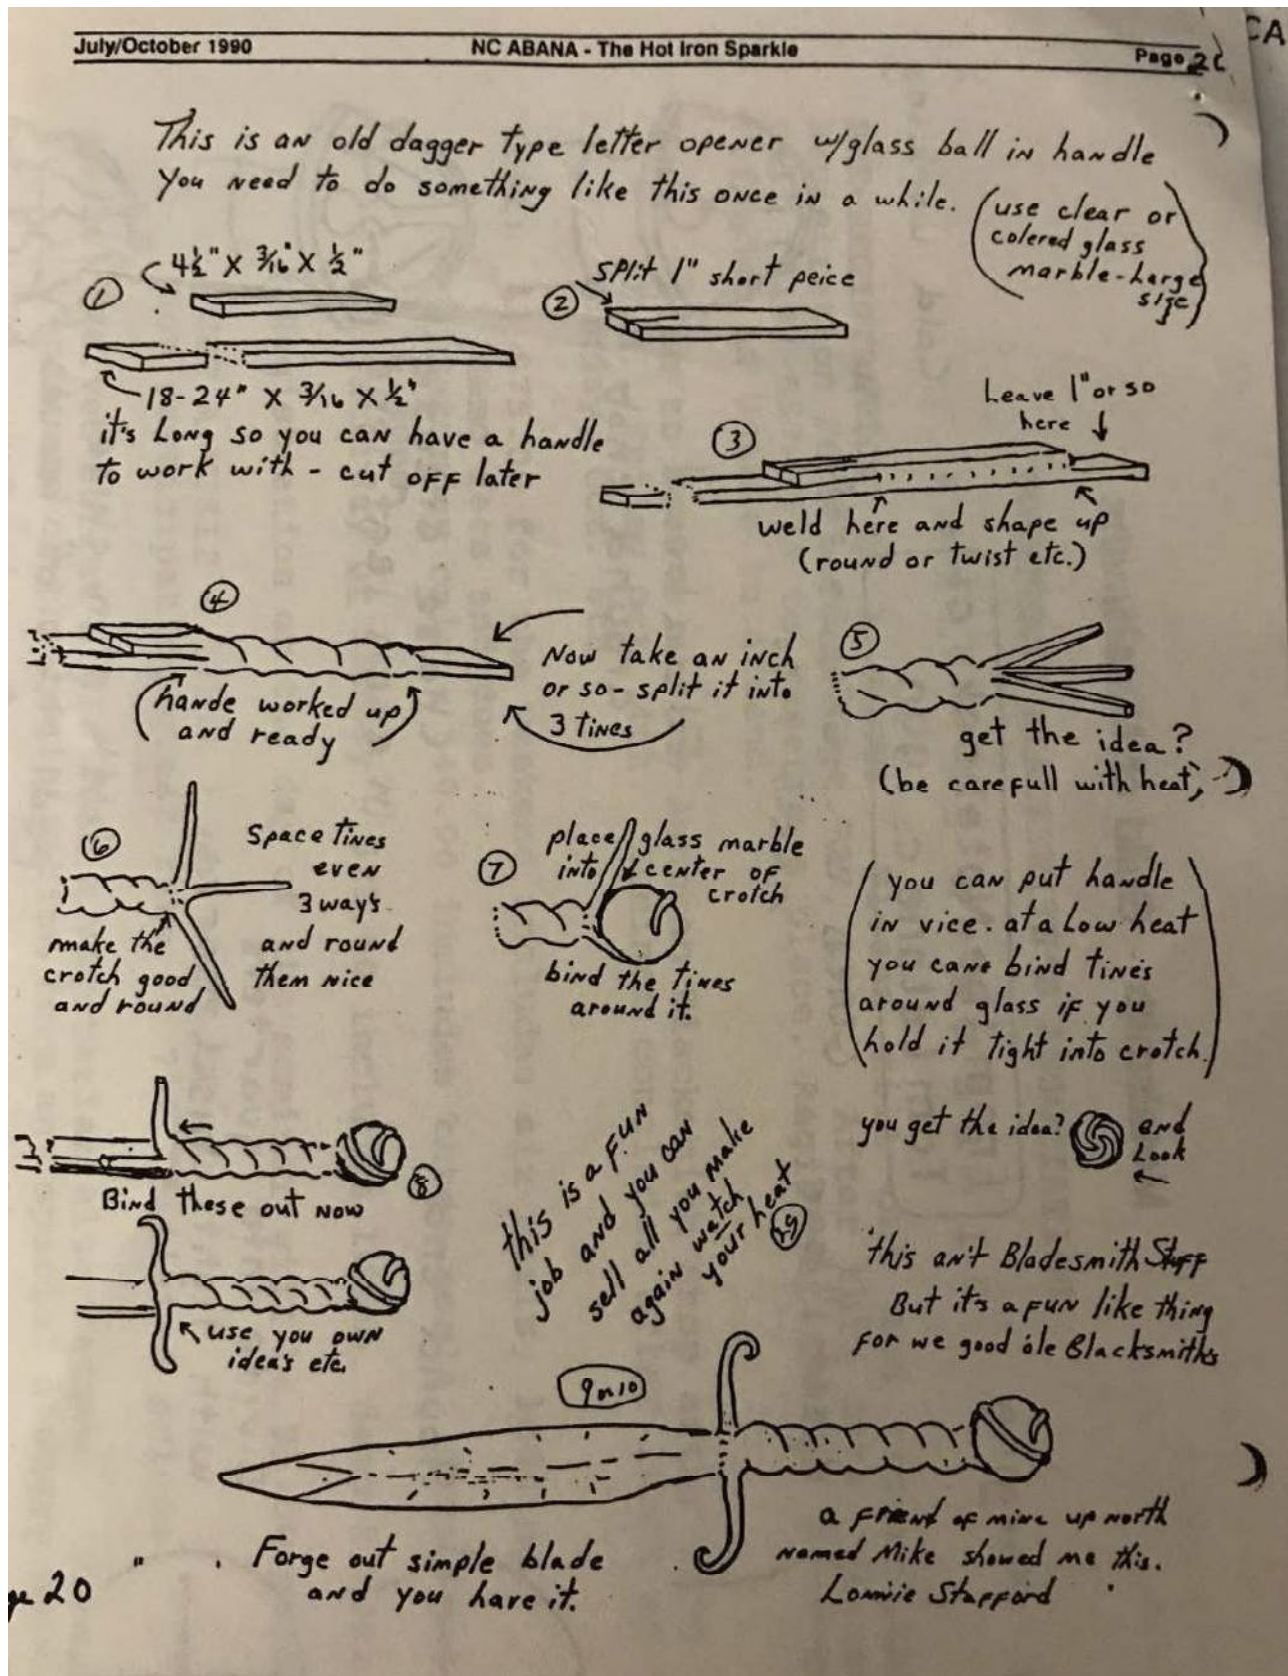 July/October 1990
NC ABANA - The Hot Iron Sparkle
Page
CA
This is an old dagger type letter opener w/glass ball in handle
You need to do something like this once in a while.
(use clear or
colered glass
marble-Large
size)
①
4½" X 3/16" X ½"
18-24" X 3/16 X ½"
it's Long so you can have a handle
to work with - cut off later
②
split 1" short peice
③
Leave 1" or so
here
weld here and shape up
(round or twist etc.)
④
(hande worked up)
and ready
Now take an inch
or so - split it into
3 tines
⑤
get the idea?
(be carefull with heat)
⑥
Space Tines
even
3 way's
and round
them nice
make the
crotch good
and round
⑦
place glass marble
into center of
crotch
bind the tines
around it.
(you can put handle
in vice. at a Low heat
you cane bind tines
around glass if you
hold it tight into crotch.)
⑧
Bind these out now
use you own
idea's etc.
this is a FUN
job and you can
sell all you make
again watch
your heat
you get the idea?
and
Look
this an't Bladesmith Stuff
But it's a fun like thing
for we good ole Blacksmith's
9 or 10
Forge out simple blade
and you have it.
a friend of mine up north
named Mike showed me this.
Lonnie Stafford
20